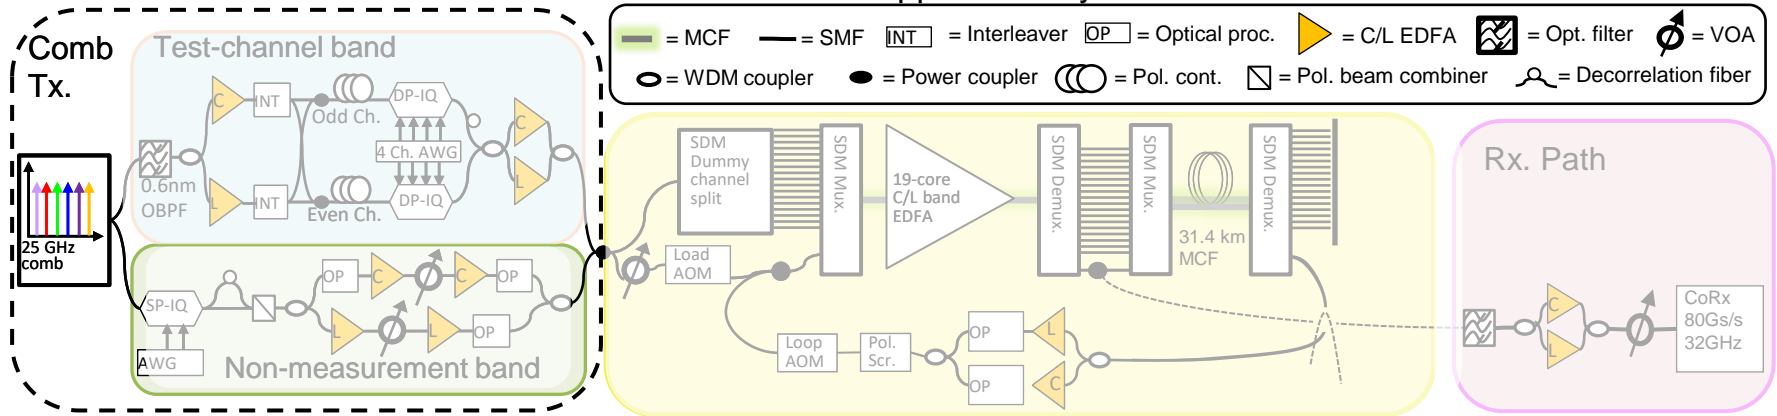 = MCF
= SMF
INT
= Interleaver
OP
= Optical proc.
= C/L EDFA
= Opt. filter
= VOA
= WDM coupler
= Power coupler
= Pol. cont.
= Pol. beam combiner
= Decorrelation fiber
Comb
Tx.
Test-channel band
C
INT
Odd Ch.
DP-IQ
4 Ch. AWG
C
L
0.6nm
OBPF
L
INT
Even Ch.
DP-IQ
25 GHz
comb
SP-IQ
AWG
OP
C
C
OP
L
L
OP
Non-measurement band
SDM
Dummy
channel
split
Load
AOM
SDM Mux.
19-core
C/L band
EDFA
SDM Demux.
SDM Mux.
31.4 km
MCF
SDM Demux.
Loop
AOM
Pol.
Scr.
OP
L
OP
C
Rx. Path
C
L
CoRx
80Gs/s
32GHz